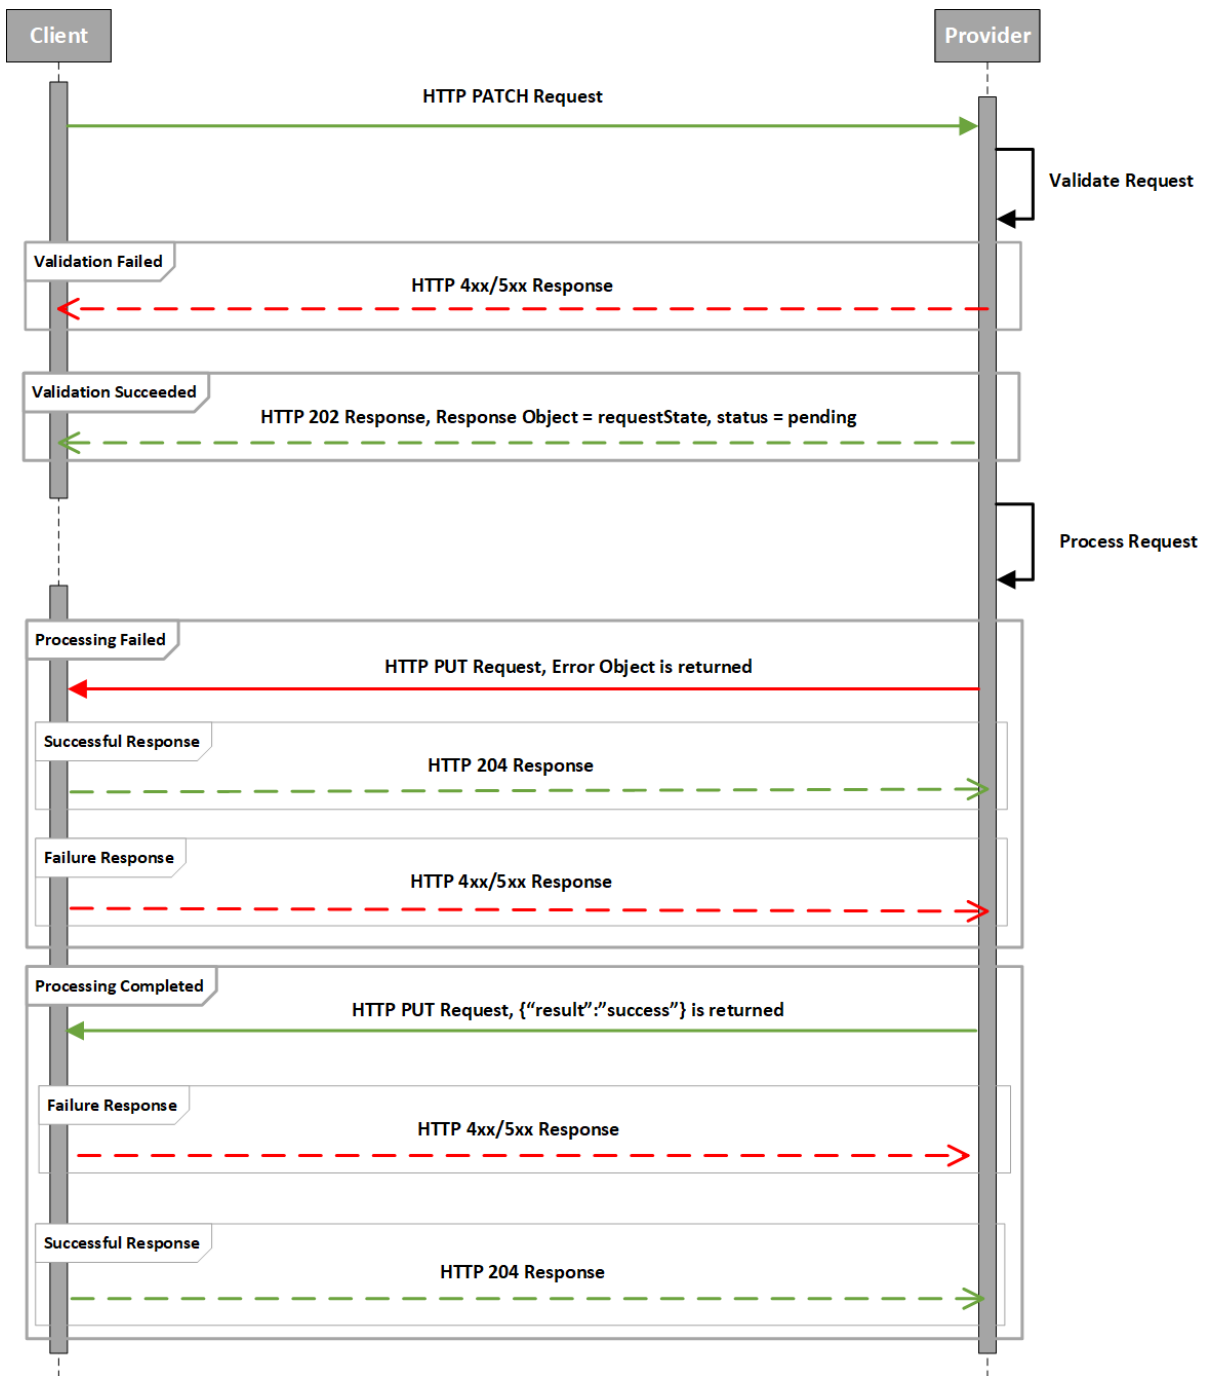 Client
Provider
HTTP PATCH Request
Validate Request
Validation Failed
HTTP 4xx/5xx Response
Validation Succeeded
HTTP 202 Response, Response Object = requestState, status = pending
Process Request
Processing Failed
HTTP PUT Request, Error Object is returned
Successful Response
HTTP 204 Response
Failure Response
HTTP 4xx/5xx Response
Processing Completed
HTTP PUT Request, {“result”:”success”} is returned
Failure Response
HTTP 4xx/5xx Response
Successful Response
HTTP 204 Response